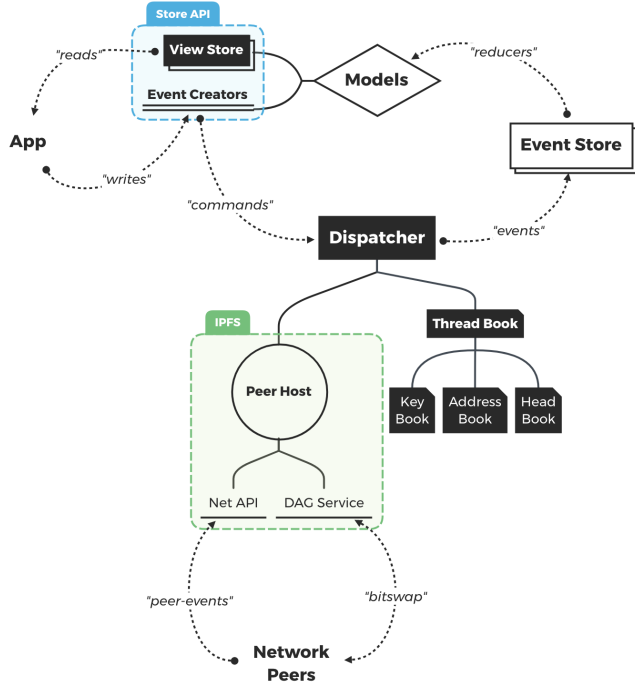 Store API
View Store
"reads"
"reducers"
Models
Event Creators
App
Event Store
"writes"
"commands"
Dispatcher
"events"
IPFS
Thread Book
Peer Host
Key
Book
Address
Book
Head
Book
Net API
DAG Service
"peer-events"
"bitswap"
Network
Peers